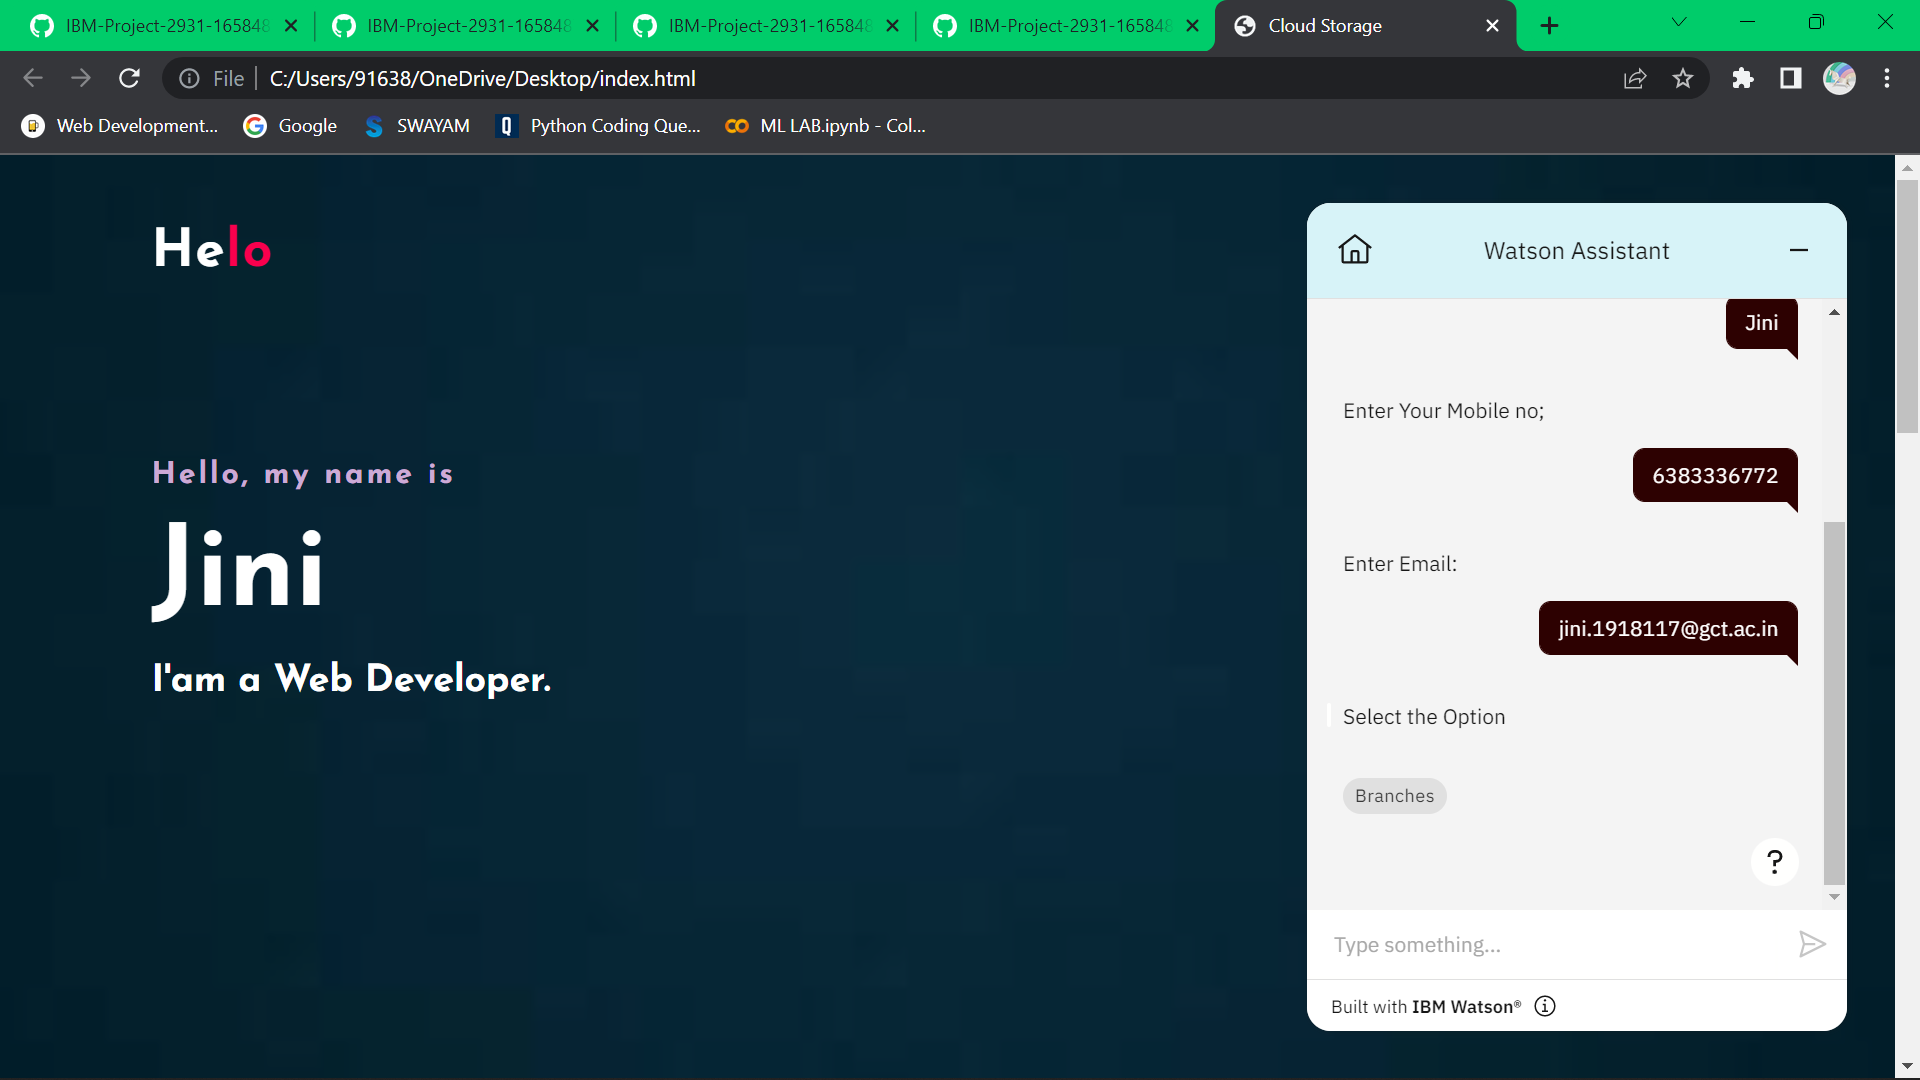 IBM-Project-2931-165848
IBM-Project-2931-165848
IBM-Project-2931-165848
IBM-Project-2931-165848
Cloud Storage
File
C:/Users/91638/OneDrive/Desktop/index.html
Web Development...
Google
SWAYAM
Python Coding Que...
ML LAB.ipynb - Col...
Helo
Hello, my name is
Jini
I'am a Web Developer.
Watson Assistant
Jini
Enter Your Mobile no;
6383336772
Enter Email:
jini.1918117@gct.ac.in
Select the Option
Branches
?
Type something...
Built with IBM Watson®